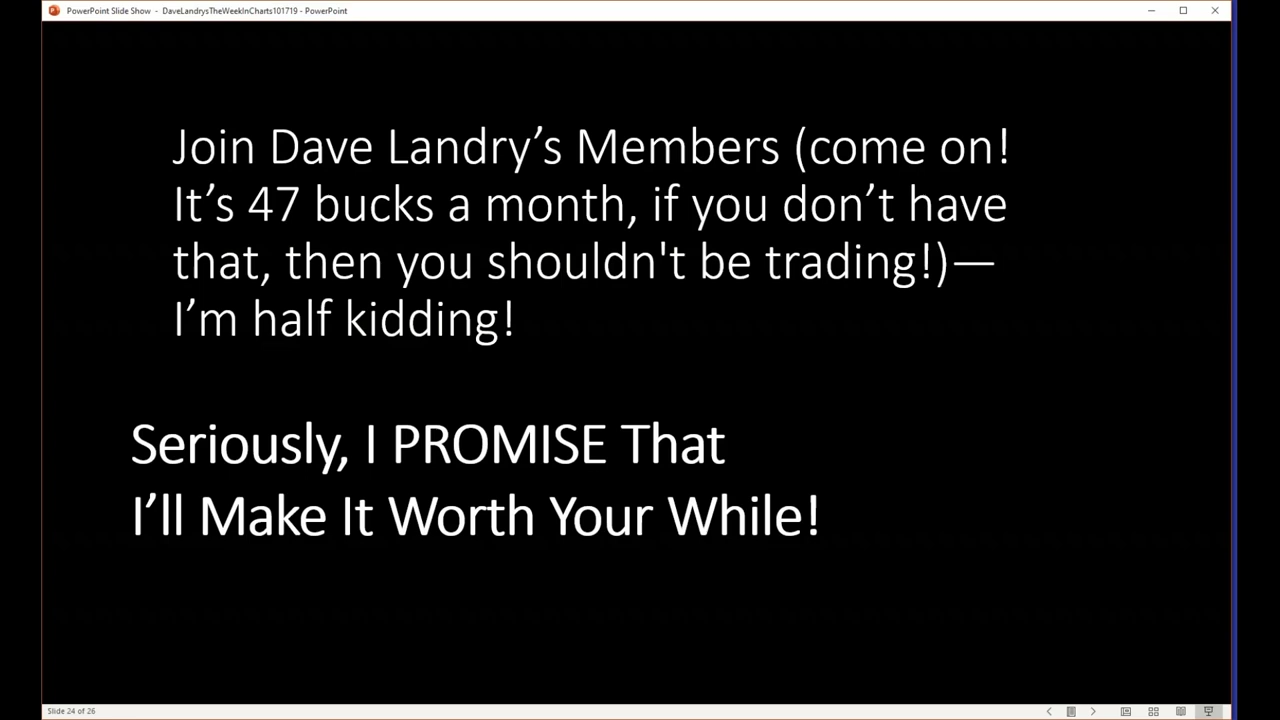 PowerPoint Slide Show - DaveLandrysTheWeekInCharts101719 - PowerPoint
Join Dave Landry’s Members (come on!
It’s 47 bucks a month, if you don’t have
that, then you shouldn't be trading!)—
I’m half kidding!
Seriously, I PROMISE That
I’ll Make It Worth Your While!
Slide 24 of 26